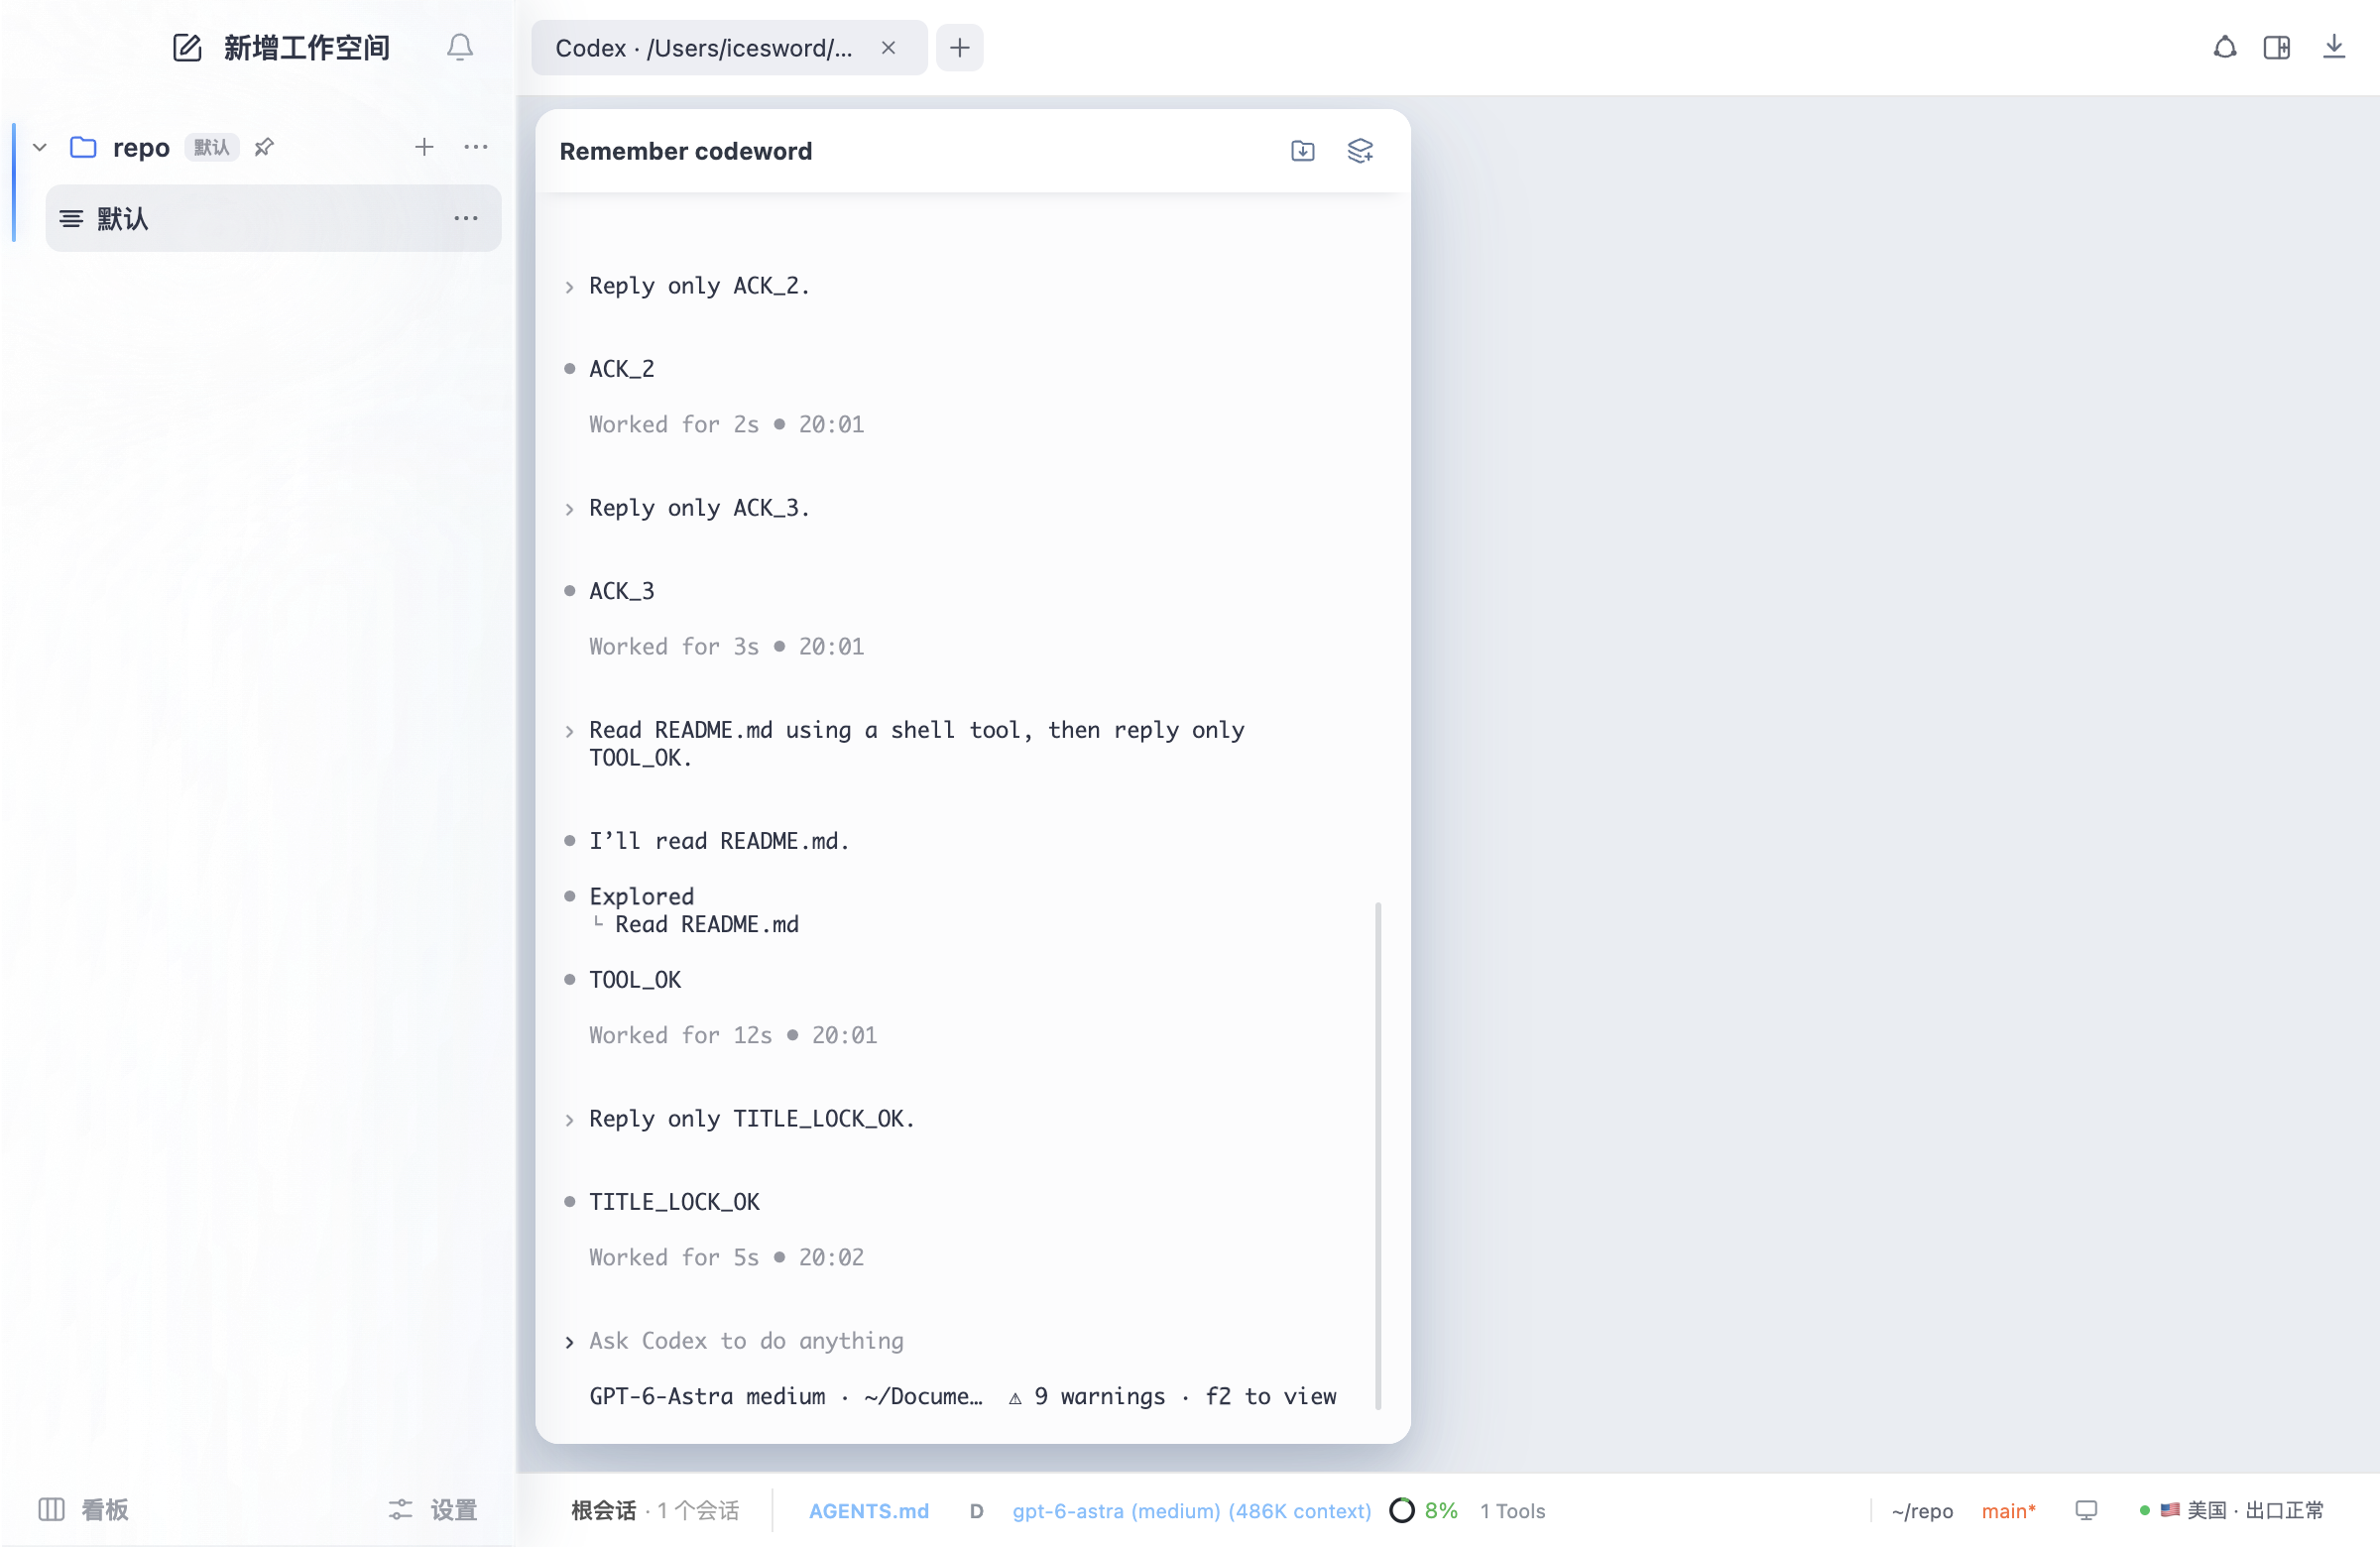 新增工作空间
repo 默认
默认
看板
设置
Codex · /Users/icesword/...
Remember codeword
› Reply only ACK_2.
• ACK_2
Worked for 2s • 20:01
› Reply only ACK_3.
• ACK_3
Worked for 3s • 20:01
› Read README.md using a shell tool, then reply only
TOOL_OK.
• I’ll read README.md.
• Explored
└ Read README.md
• TOOL_OK
Worked for 12s • 20:01
› Reply only TITLE_LOCK_OK.
• TITLE_LOCK_OK
Worked for 5s • 20:02
› Ask Codex to do anything
GPT-6-Astra medium · ~/Docume… ⚠ 9 warnings · f2 to view
根会话 · 1 个会话 AGENTS.md D gpt-6-astra (medium) (486K context) 8% 1 Tools ~/repo main* 🇺🇸 美国 · 出口正常